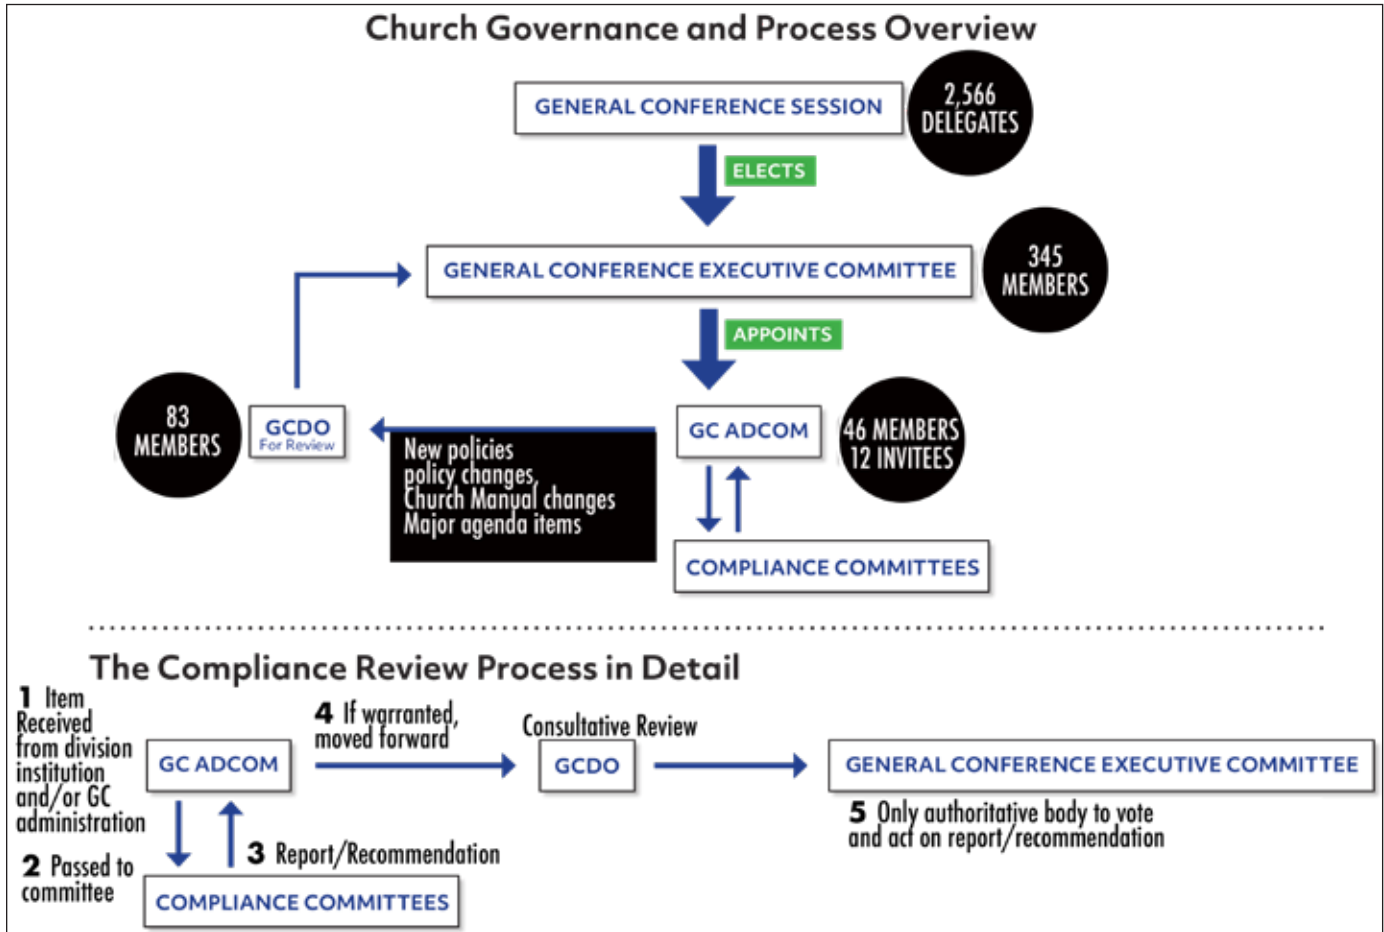 Church Governance and Process Overview
GENERAL CONFERENCE SESSION
2,566
DELEGATES
ELECTS
GENERAL CONFERENCE EXECUTIVE COMMITTEE
345
MEMBERS
APPOINTS
83
MEMBERS
GCDO
For Review
New policies
policy changes,
Church Manual changes
Major agenda items
GC ADCOM
46 MEMBERS
12 INVITEES
COMPLIANCE COMMITTEES
The Compliance Review Process in Detail
1 Item
Received
from division
institution
and/or GC
administration
GC ADCOM
2 Passed to
committee
3 Report/Recommendation
COMPLIANCE COMMITTEES
4 If warranted,
moved forward
Consultative Review
GCDO
GENERAL CONFERENCE EXECUTIVE COMMITTEE
5 Only authoritative body to vote
and act on report/recommendation